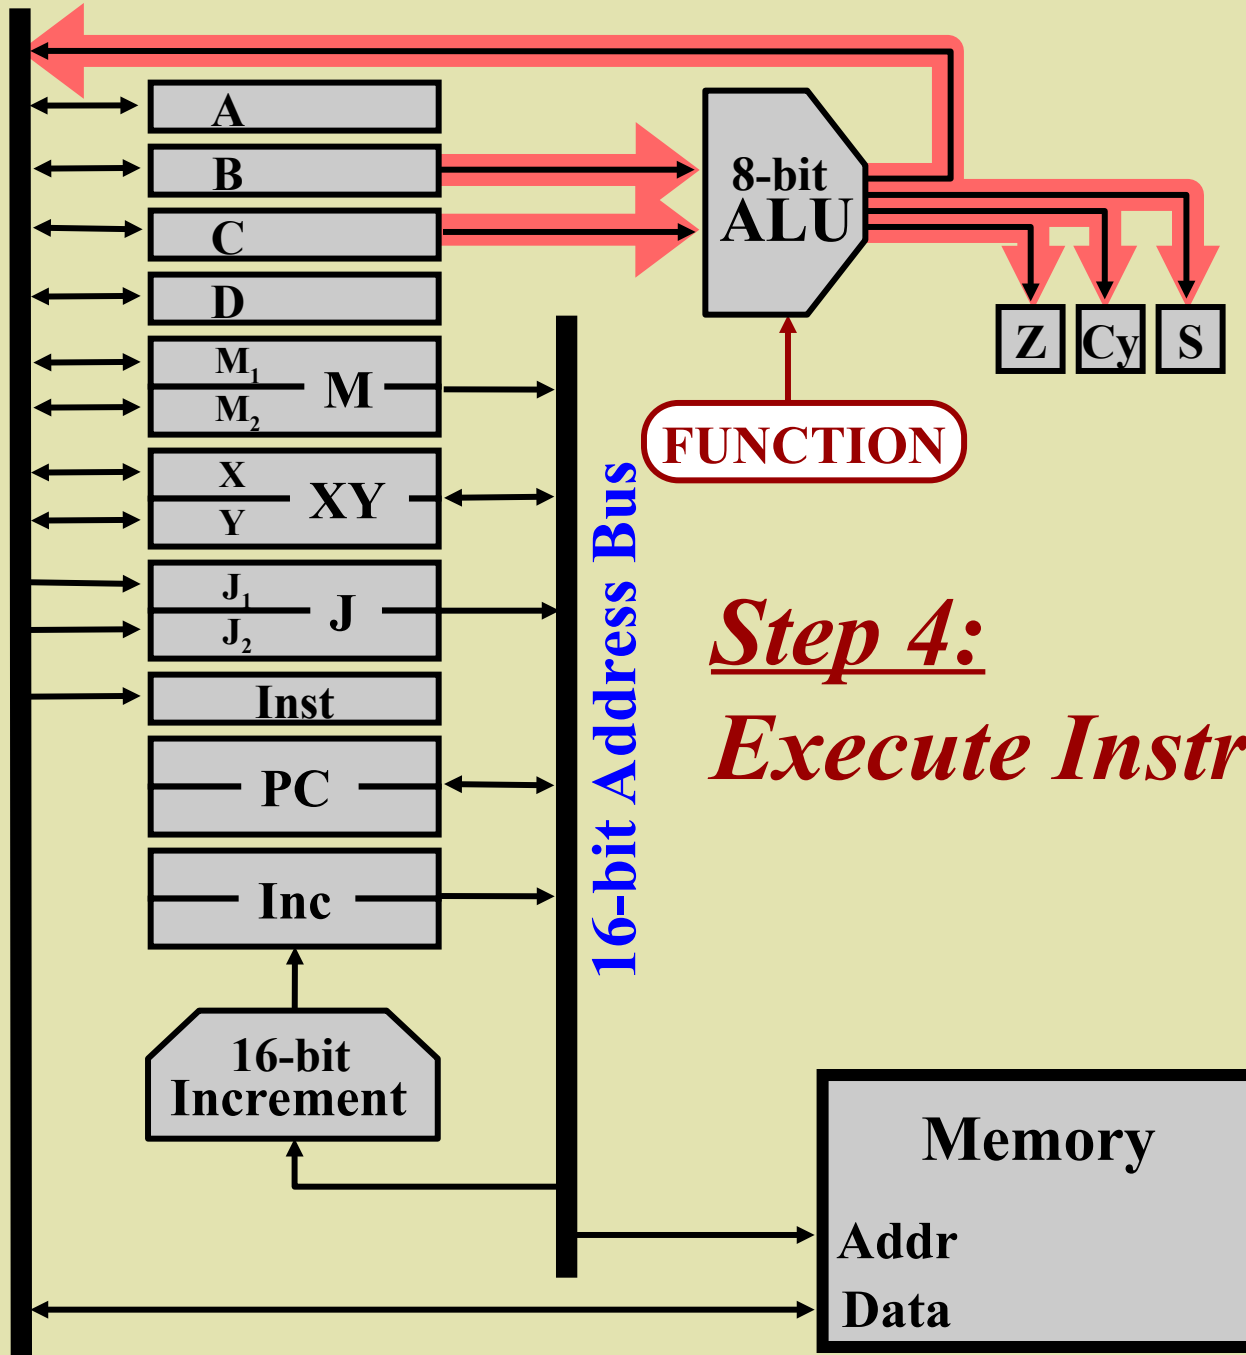 A
B
C
D
M₁
M
M₂
X
XY
Y
J₁
J
J₂
Inst
PC
Inc
16-bit
Increment
8-bit
ALU
Z
Cy
S
FUNCTION
16-bit Address Bus
Step 4:
Execute Instr
Memory
Addr
Data